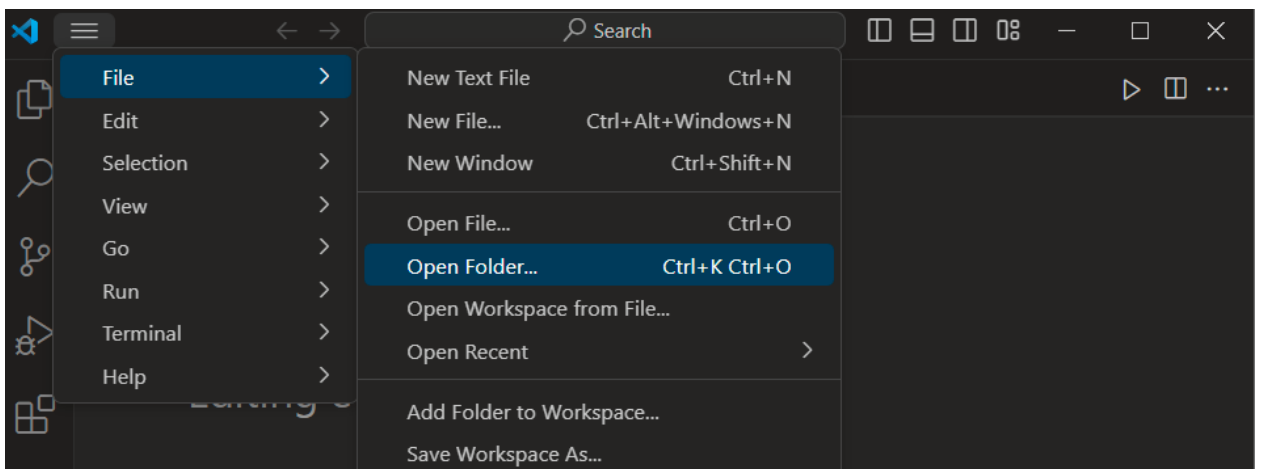 Search
File
Edit
Selection
View
Go
Run
Terminal
Help
New Text File Ctrl+N
New File... Ctrl+Alt+Windows+N
New Window Ctrl+Shift+N
Open File... Ctrl+O
Open Folder... Ctrl+K Ctrl+O
Open Workspace from File...
Open Recent
Add Folder to Workspace...
Save Workspace As...
Editing